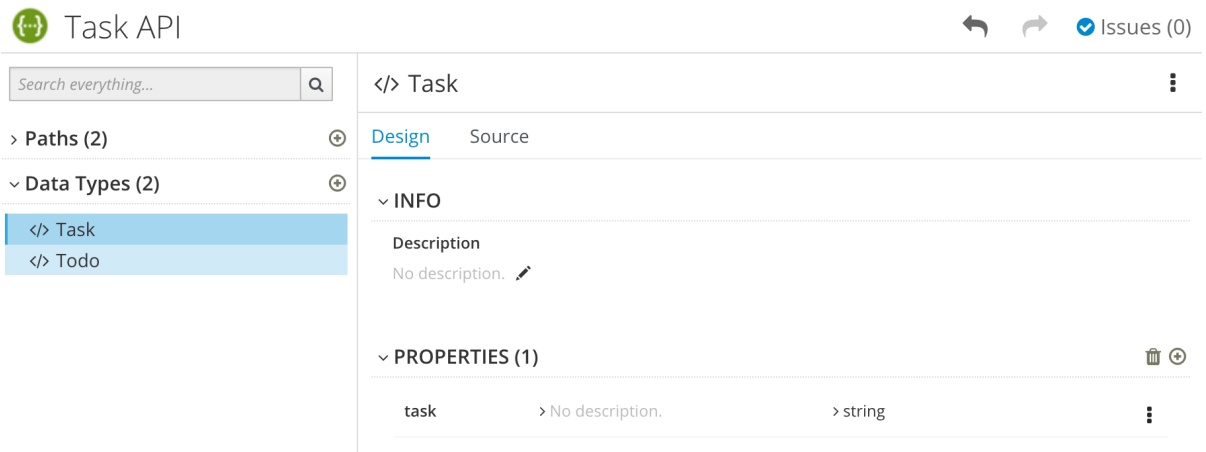 Task API
Issues (0)
Search everything...
Paths (2)
Data Types (2)
</> Task
</> Todo
</> Task
Design Source
INFO
Description
No description.
PROPERTIES (1)
task > No description. > string